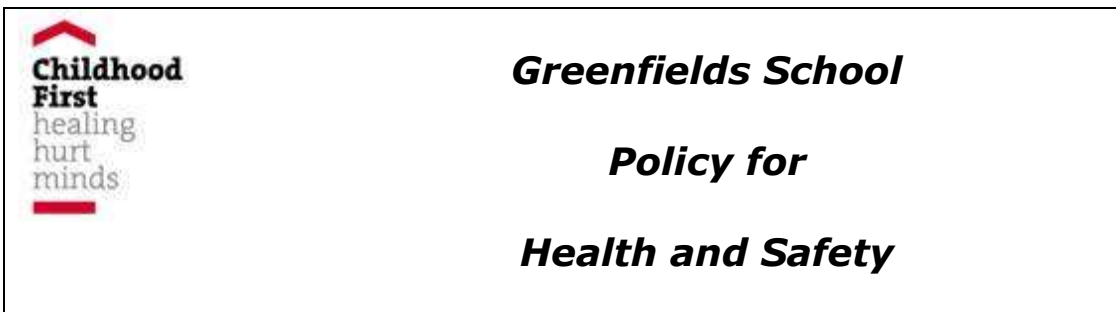 Childhood
First
healing
hurt
minds
Greenfields School
Policy for
Health and Safety